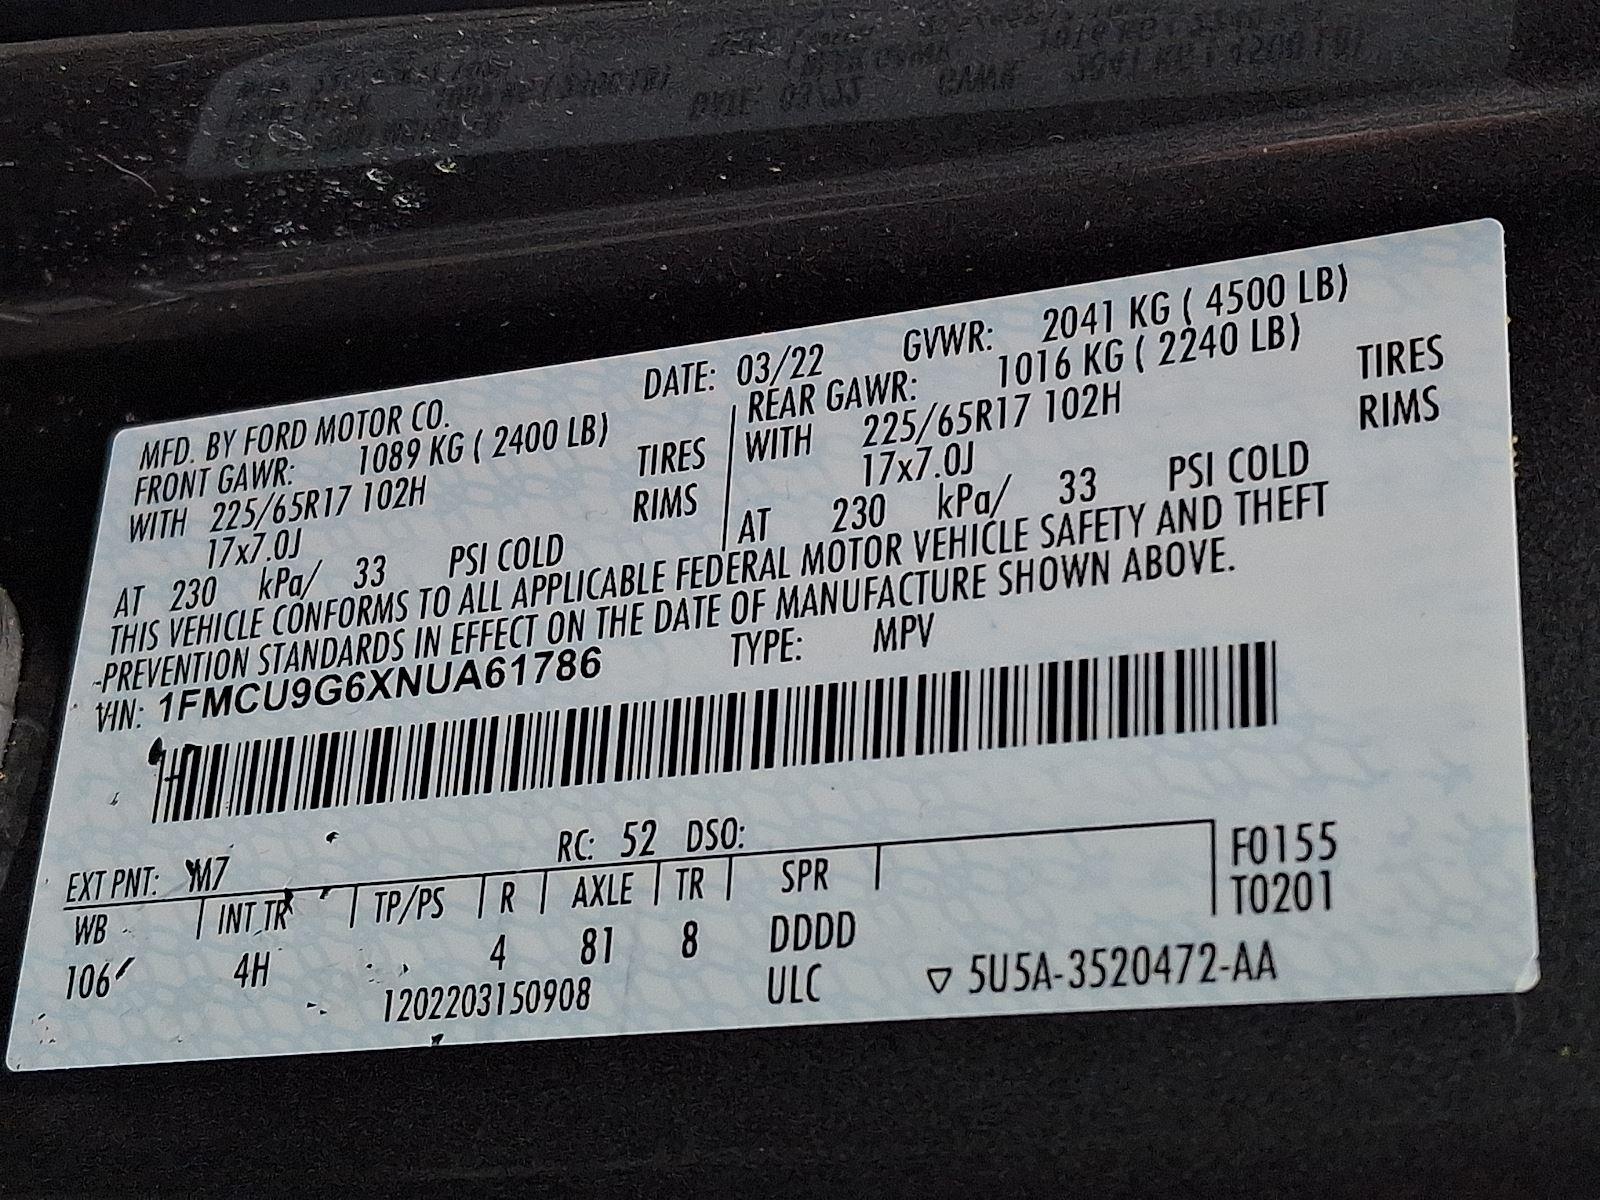 MFD. BY FORD MOTOR CO. DATE: 03/22 GVWR: 2041 KG ( 4500 LB)
FRONT GAWR: 1089 KG ( 2400 LB) REAR GAWR: 1016 KG ( 2240 LB)
WITH 225/65R17 102H TIRES WITH 225/65R17 102H TIRES
17x7.0J RIMS 17x7.0J RIMS
AT 230 kPa/ 33 PSI COLD AT 230 kPa/ 33 PSI COLD
THIS VEHICLE CONFORMS TO ALL APPLICABLE FEDERAL MOTOR VEHICLE SAFETY AND THEFT
-PREVENTION STANDARDS IN EFFECT ON THE DATE OF MANUFACTURE SHOWN ABOVE.
VIN: 1FMCU9G6XNUA61786 TYPE: MPV
EXT PNT: M7 RC: 52 DSO:
WB INT TR TP/PS R AXLE TR SPR F0155
106 4H 4 81 8 DDDD T0201
1202203150908 ULC ▽ 5U5A-3520472-AA